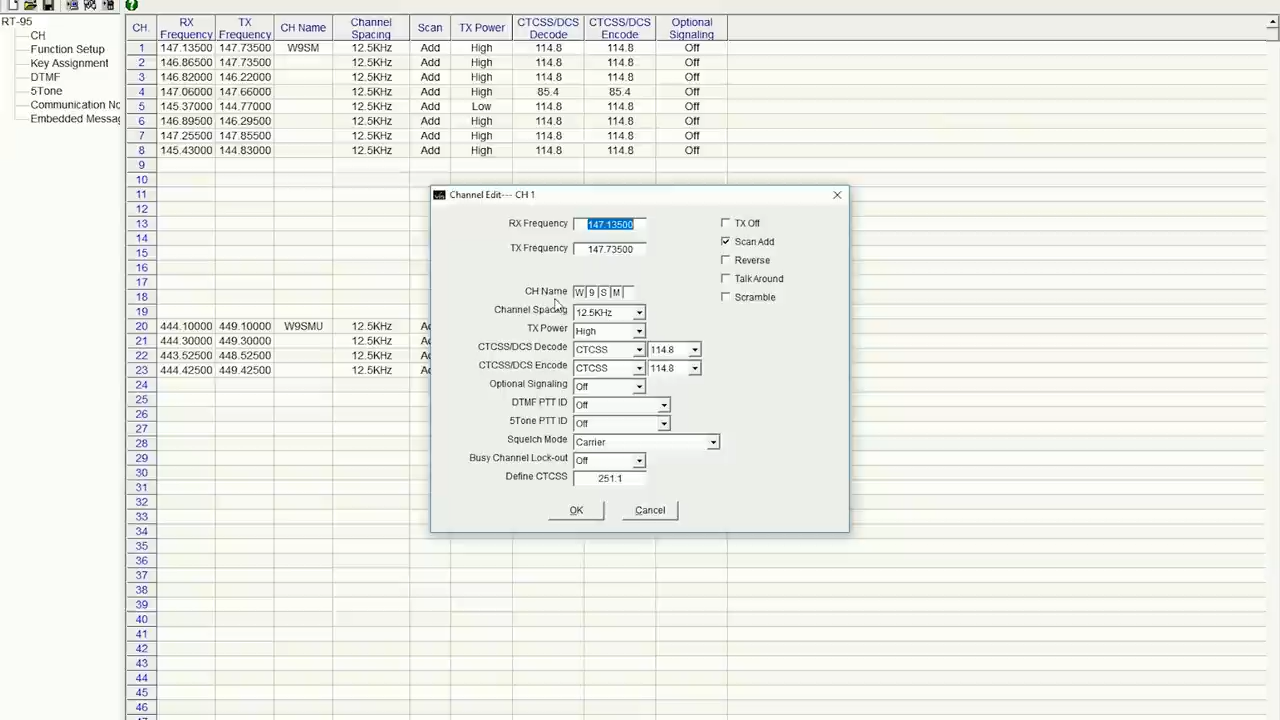 RT-95
CH
Function Setup
Key Assignment
DTMF
5Tone
Communication No
Embedded Messag
CH. RX Frequency TX Frequency CH Name Channel Spacing Scan TX Power CTCSS/DCS Decode CTCSS/DCS Encode Optional Signaling
1 147.13500 147.73500 W9SM 12.5KHz Add High 114.8 114.8 Off
2 146.86500 147.73500 12.5KHz Add High 114.8 114.8 Off
3 146.82000 146.22000 12.5KHz Add High 114.8 114.8 Off
4 147.06000 147.66000 12.5KHz Add High 85.4 85.4 Off
5 145.37000 144.77000 12.5KHz Add Low 114.8 114.8 Off
6 146.89500 146.29500 12.5KHz Add High 114.8 114.8 Off
7 147.25500 147.85500 12.5KHz Add High 114.8 114.8 Off
8 145.43000 144.83000 12.5KHz Add High 114.8 114.8 Off
9
10
11
12
13
14
15
16
17
18
19
20 444.10000 449.10000 W9SMU 12.5KHz A
21 444.30000 449.30000 12.5KHz A
22 443.52500 448.52500 12.5KHz A
23 444.42500 449.42500 12.5KHz A
24
25
26
27
28
29
30
31
32
33
34
35
36
37
38
39
40
41
42
43
44
45
46
Channel Edit--- CH 1
RX Frequency 147.13500
TX Frequency 147.73500
CH Name W 9 S M
Channel Spacing 12.5KHz
TX Power High
CTCSS/DCS Decode CTCSS 114.8
CTCSS/DCS Encode CTCSS 114.8
Optional Signaling Off
DTMF PTT ID Off
5Tone PTT ID Off
Squelch Mode Carrier
Busy Channel Lock-out Off
Define CTCSS 251.1
TX Off
Scan Add
Reverse
Talk Around
Scramble
OK Cancel